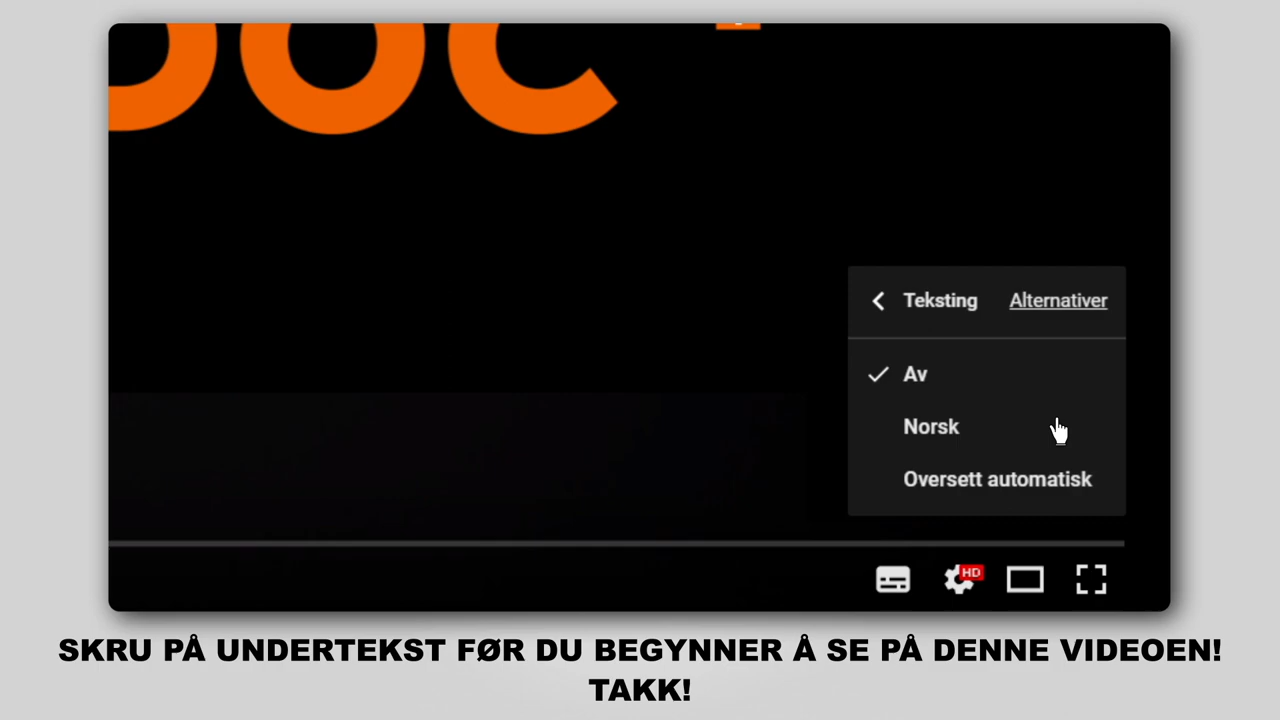 Teksting Alternativer
Av
Norsk
Oversett automatisk
HD
SKRU PÅ UNDERTEKST FØR DU BEGYNNER Å SE PÅ DENNE VIDEOEN!
TAKK!